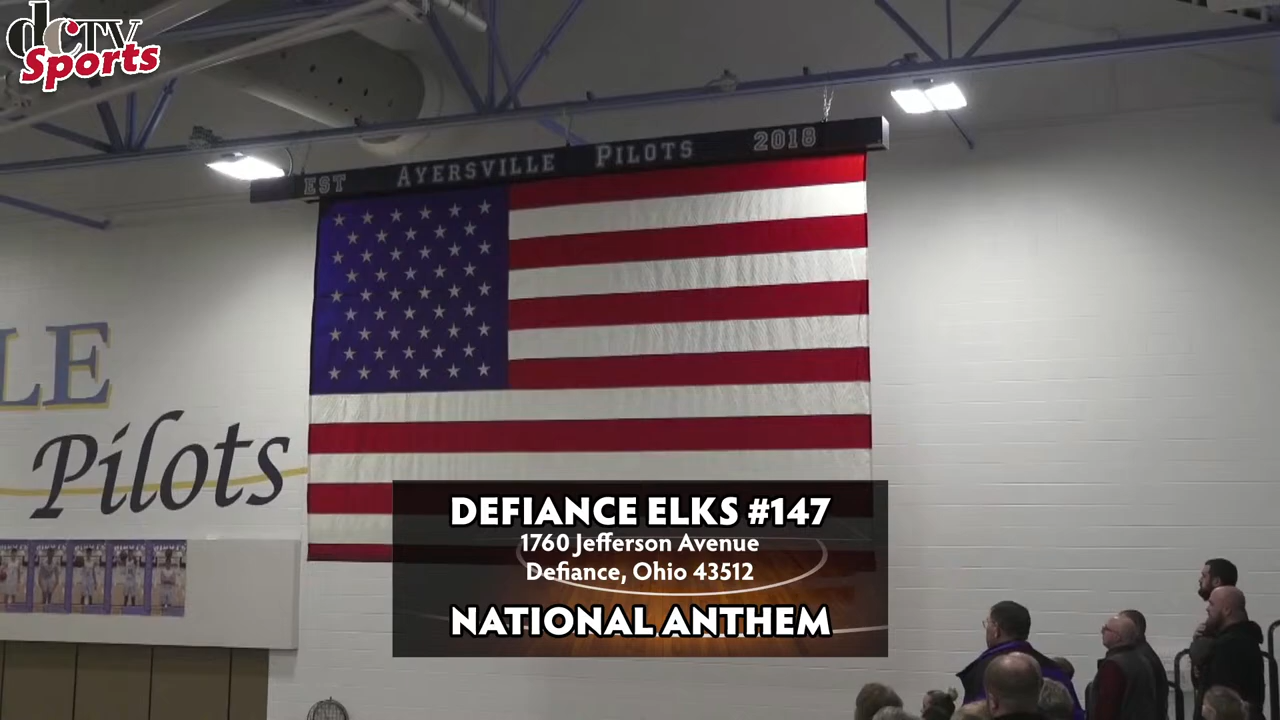 dctv
Sports
EST AYERSVILLE PILOTS 2018
LE
Pilots
DEFIANCE ELKS #147
1760 Jefferson Avenue
Defiance, Ohio 43512
NATIONAL ANTHEM